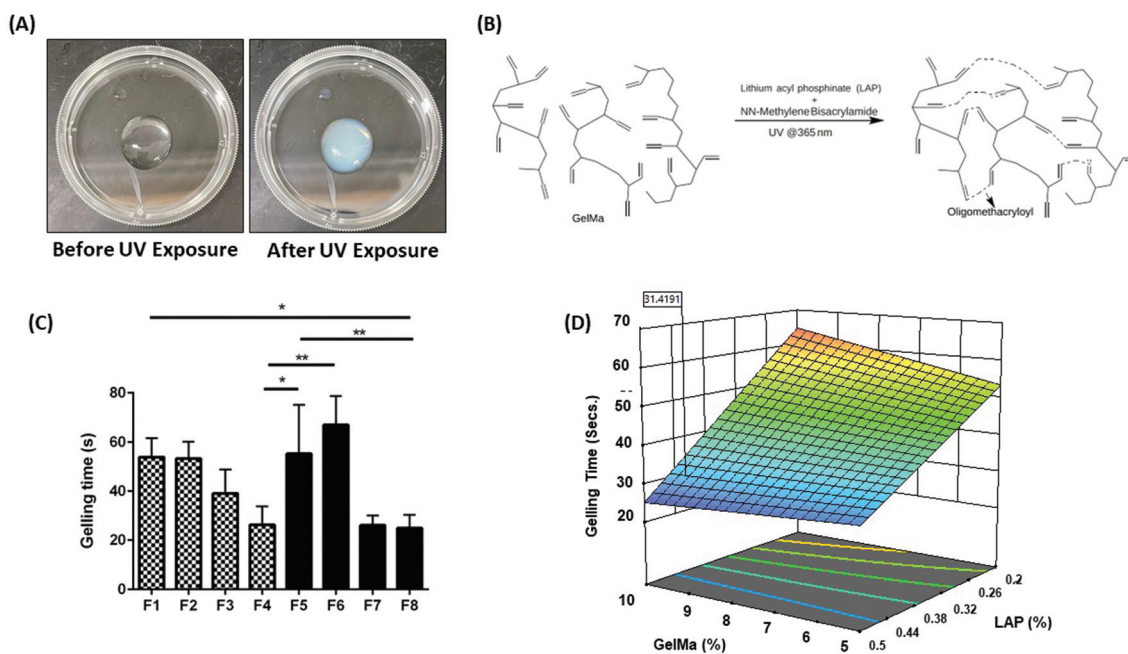 (A)
Before UV Exposure
After UV Exposure
(B)
GelMa
Lithium acyl phosphinate (LAP)
+
NN-Methylene Bisacrylamide
UV @365 nm
Oligomethacryloyl
(C)
*
**
**
*
Gelling time (s)
80
60
40
20
0
F1 F2 F3 F4 F5 F6 F7 F8
(D)
31.4191
Gelling Time (Secs.)
70
60
50
40
30
20
10 9 8 7 6 5
GelMa (%)
0.5 0.44 0.38 0.32 0.26 0.2
LAP (%)